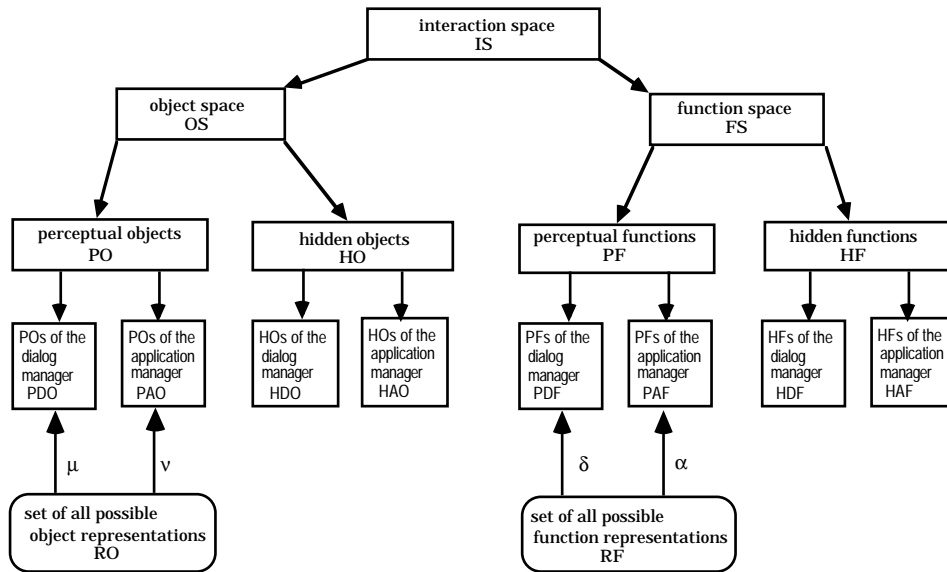 interaction space
IS
object space
OS
function space
FS
perceptual objects
PO
hidden objects
HO
perceptual functions
PF
hidden functions
HF
POs of the
dialog
manager
PDO
POs of the
application
manager
PAO
HOs of the
dialog
manager
HDO
HOs of the
application
manager
HAO
PFs of the
dialog
manager
PDF
PFs of the
application
manager
PAF
HFs of the
dialog
manager
HDF
HFs of the
application
manager
HAF
μ
ν
δ
α
set of all possible
object representations
RO
set of all possible
function representations
RF